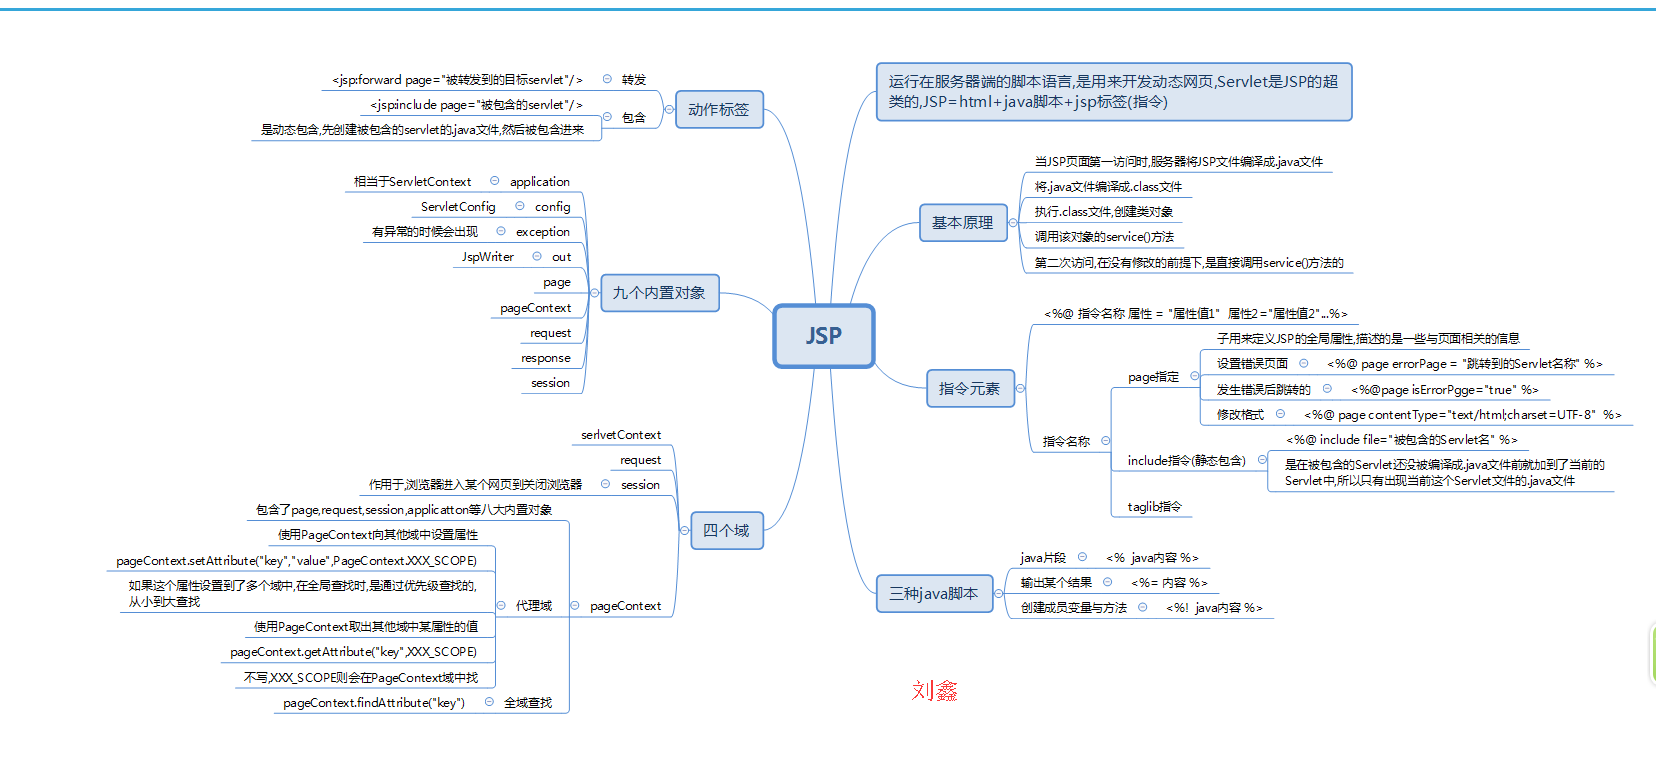 JSP
运行在服务器端的脚本语言,是用来开发动态网页,Servlet是JSP的超
类的,JSP=html+java脚本+jsp标签(指令)
基本原理
当JSP页面第一访问时,服务器将JSP文件编译成.java文件
将.java文件编译成.class文件
执行.class文件,创建类对象
调用该对象的service()方法
第二次访问,在没有修改的前提下,是直接调用service()方法的
指令元素
<%@ 指令名称 属性 = "属性值1"  属性2 ="属性值2"...%>
指令名称
page指定
子用来定义JSP的全局属性,描述的是一些与页面相关的信息
设置错误页面
<%@ page errorPage = "跳转到的Servlet名称" %>
发生错误后跳转的
<%@page isErrorPgge="true" %>
修改格式
<%@ page contentType="text/html;charset=UTF-8"  %>
include指令(静态包含)
<%@ include file="被包含的Servlet名" %>
是在被包含的Servlet还没被编译成.java文件前就加到了当前的
Servlet中,所以只有出现当前这个Servlet文件的.java文件
taglib指令
三种java脚本
java片段
<%  java内容 %>
输出某个结果
<%= 内容 %>
创建成员变量与方法
<%!  java内容 %>
动作标签
转发
<jsp:forward page="被转发到的目标servlet"/>
包含
<jsp:include page="被包含的servlet"/>
是动态包含,先创建被包含的servlet的.java文件,然后被包含进来
九个内置对象
application
相当于ServletContext
config
ServletConfig
exception
有异常的时候会出现
out
JspWriter
page
pageContext
request
response
session
四个域
serlvetContext
request
session
作用于,浏览器进入某个网页到关闭浏览器
pageContext
包含了page,request,session,applicatton等八大内置对象
代理域
使用PageContext向其他域中设置属性
pageContext.setAttribute("key","value",PageContext.XXX_SCOPE)
如果这个属性设置到了多个域中,在全局查找时,是通过优先级查找的,
从小到大查找
使用PageContext取出其他域中某属性的值
pageContext.getAttribute("key",XXX_SCOPE)
不写,XXX_SCOPE则会在PageContext域中找
全域查找
pageContext.findAttribute("key")
刘鑫